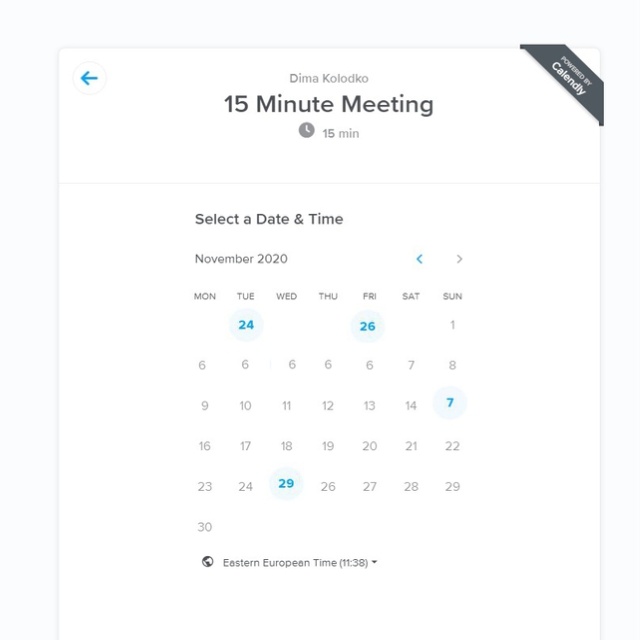 POWERED BY
Calendly
Dima Kolodko
15 Minute Meeting
15 min
Select a Date & Time
November 2020
MON TUE WED THU FRI SAT SUN
24 26 1
6 6 6 6 6 7 8
9 10 11 12 13 14 7
16 17 18 19 20 21 22
23 24 29 26 27 28 29
30
Eastern European Time (11:38)